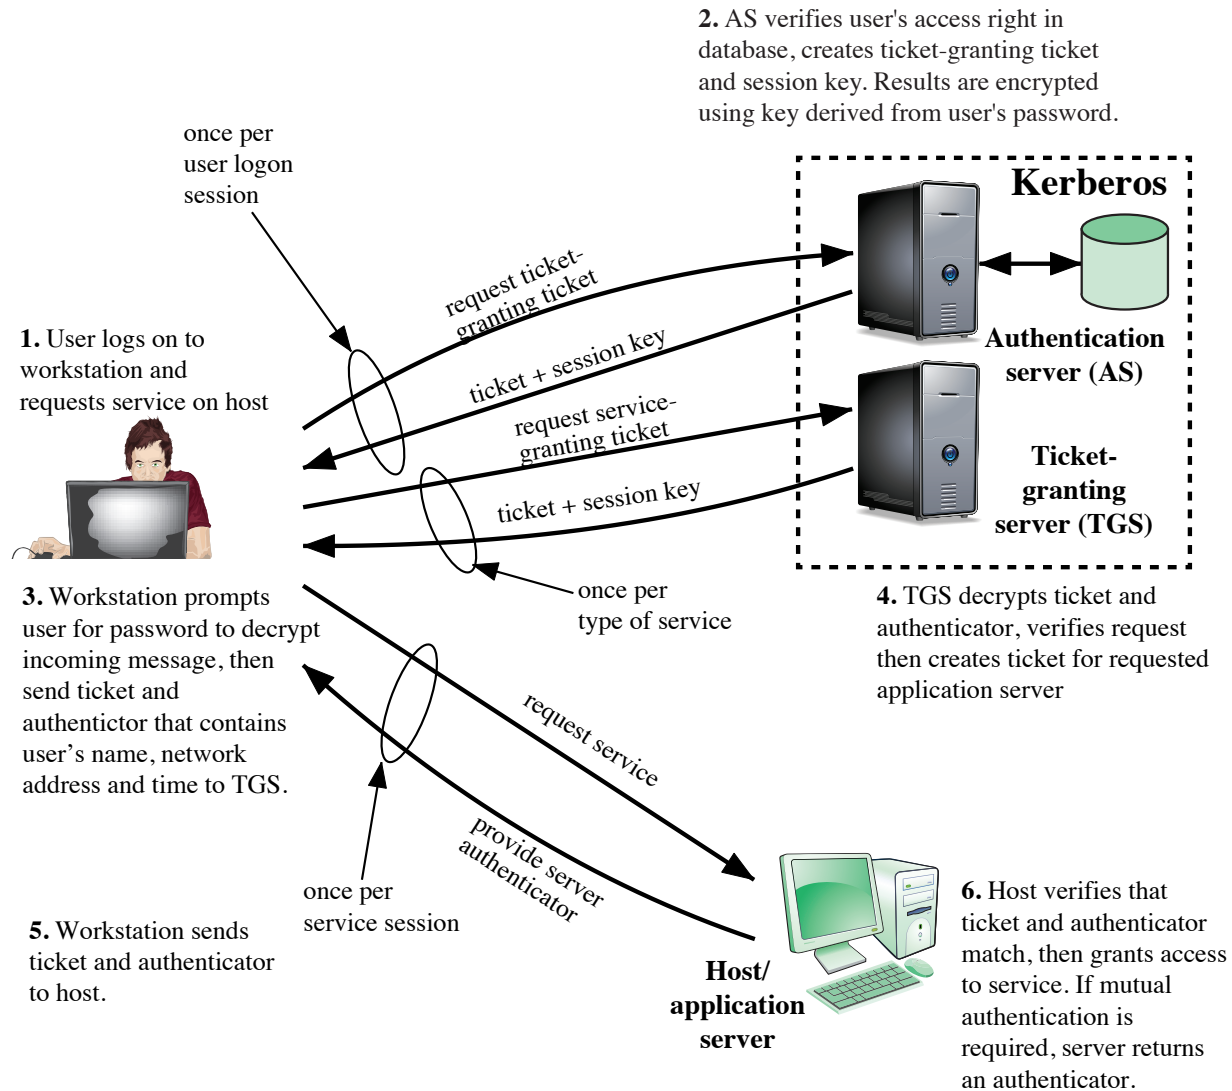 2. AS verifies user's access right in
database, creates ticket-granting ticket
and session key. Results are encrypted
using key derived from user's password.
once per
user logon
session
Kerberos
request ticket-
granting ticket
1. User logs on to
workstation and
requests service on host
ticket + session key
Authentication
server (AS)
request service-
granting ticket
ticket + session key
Ticket-
granting
server (TGS)
once per
type of service
3. Workstation prompts
user for password to decrypt
incoming message, then
send ticket and
authentictor that contains
user’s name, network
address and time to TGS.
4. TGS decrypts ticket and
authenticator, verifies request
then creates ticket for requested
application server
request service
provide server
authenticator
once per
service session
5. Workstation sends
ticket and authenticator
to host.
Host/
application
server
6. Host verifies that
ticket and authenticator
match, then grants access
to service. If mutual
authentication is
required, server returns
an authenticator.